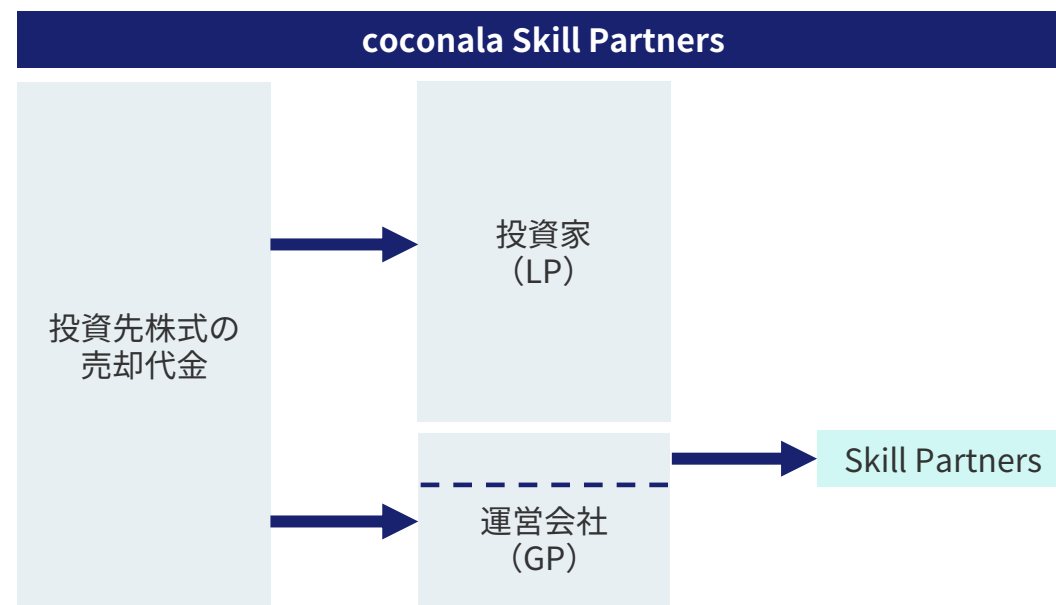 coconala Skill Partners
投資先株式の
売却代金
投資家
（LP）
運営会社
（GP）
Skill Partners